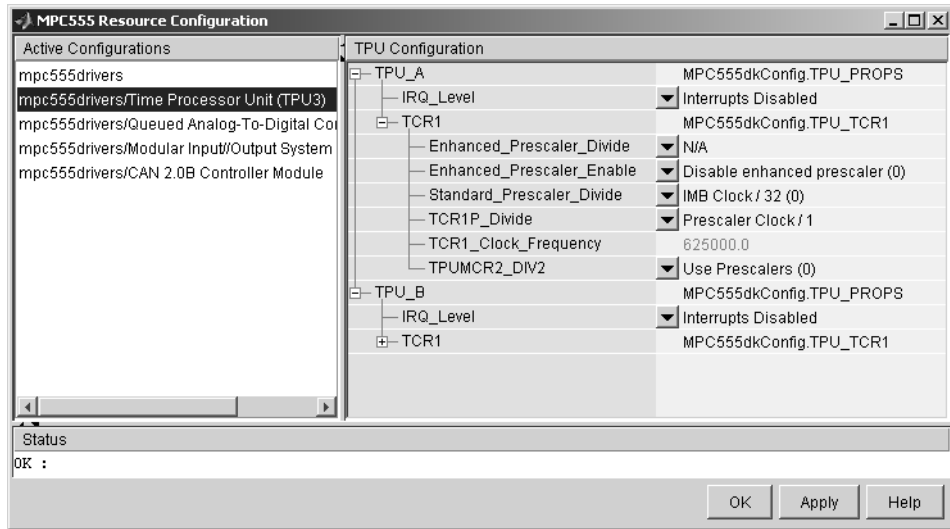 MPC555 Resource Configuration
Active Configurations
mpc555drivers
mpc555drivers/Time Processor Unit (TPU3)
mpc555drivers/Queued Analog-To-Digital
mpc555drivers/Modular Input//Output System
mpc555drivers/CAN 2.0B Controller Module
TPU Configuration
TPU_A MPC555dkConfig.TPU_PROPS
IRQ_Level Interrupts Disabled
TCR1 MPC555dkConfig.TPU_TCR1
Enhanced_Prescaler_Divide N/A
Enhanced_Prescaler_Enable Disable enhanced prescaler (0)
Standard_Prescaler_Divide IMB Clock / 32 (0)
TCR1P_Divide Prescaler Clock / 1
TCR1_Clock_Frequency 625000.0
TPUMCR2_DIV2 Use Prescalers (0)
TPU_B MPC555dkConfig.TPU_PROPS
IRQ_Level Interrupts Disabled
TCR1 MPC555dkConfig.TPU_TCR1
Status
OK :
OK Apply Help